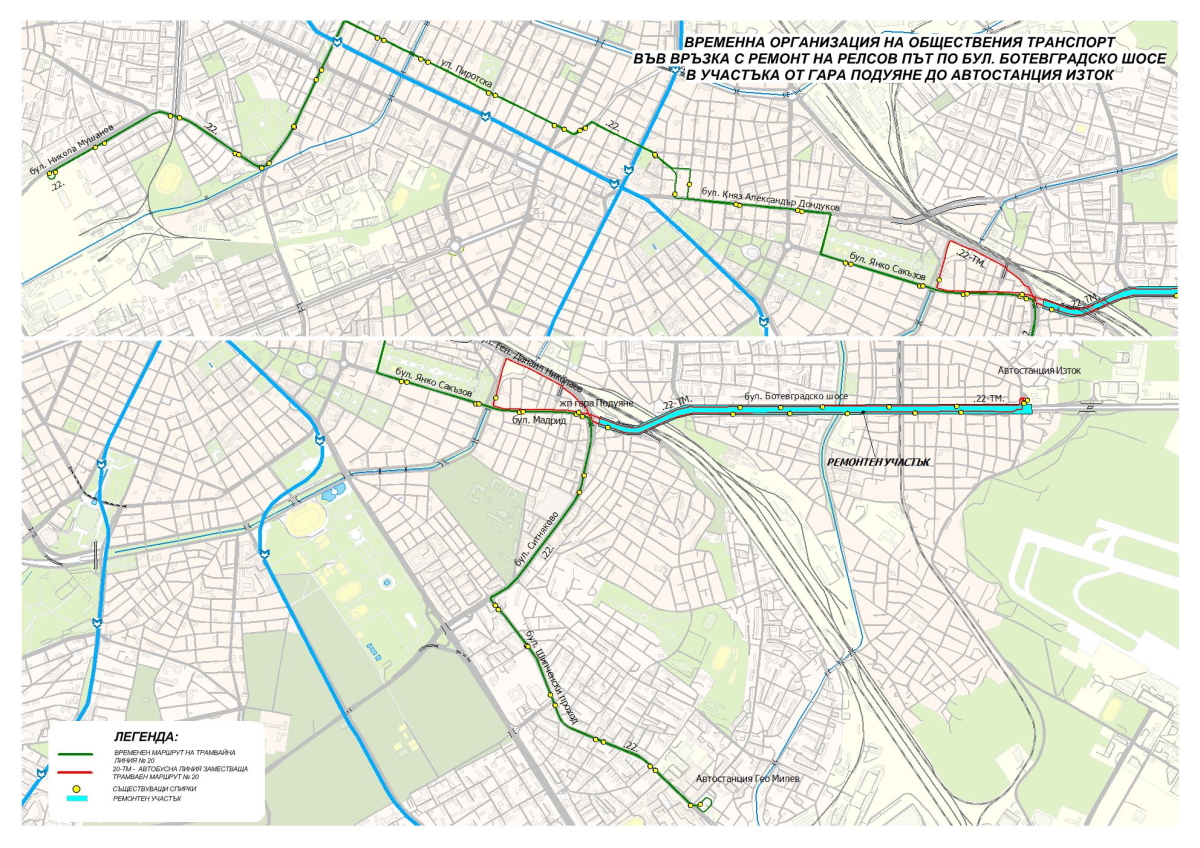 ВРЕМЕННА ОРГАНИЗАЦИЯ НА ОБЩЕСТВЕНИЯ ТРАНСПОРТ
ВЪВ ВРЪЗКА С РЕМОНТ НА РЕЛСОВ ПЪТ ПО БУЛ. БОТЕВГРАДСКО ШОСЕ
В УЧАСТЪКА ОТ ГАРА ПОДУЯНЕ ДО АВТОСТАНЦИЯ ИЗТОК
ул. Пиротска
.22.
бул. Никола Мушанов
.22.
.22.
бул. Княз Александър Дондуков
.22-ТМ.
бул. Янко Сакъзов
.22-ТМ.
ул. Ген. Данаил Николаев
Автостанция Изток
бул. Янко Сакъзов
жп гара Подуяне
.22-ТМ.
бул. Ботевградско шосе
.22-ТМ.
бул. Мадрид
РЕМОНТЕН УЧАСТЪК
бул. Ситняково
.22.
бул. Шипченски проход
.22.
Автостанция Гео Милев
ЛЕГЕНДА:
ВРЕМЕНЕН МАРШРУТ НА ТРАМВАЙНА
ЛИНИЯ № 20
20-ТМ - АВТОБУСНА ЛИНИЯ ЗАМЕСТВАЩА
ТРАМВАЕН МАРШРУТ № 20
СЪЩЕСТВУВАЩИ СПИРКИ
РЕМОНТЕН УЧАСТЪК